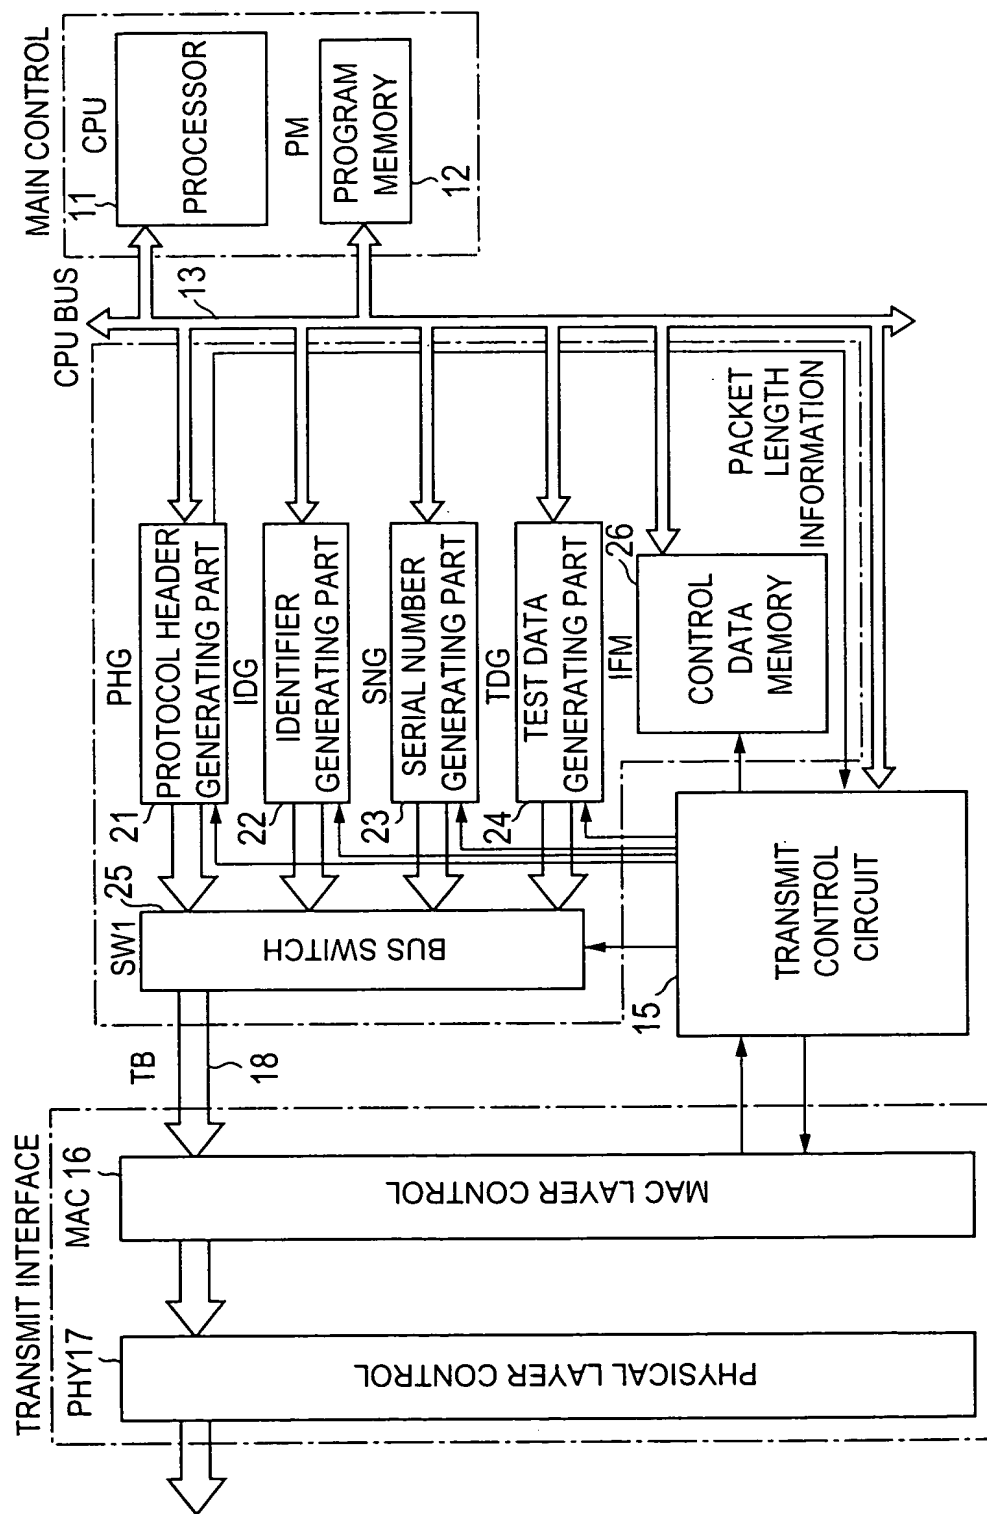 MAIN CONTROL
CPU
11
PROCESSOR
PM
PROGRAM
MEMORY
12
CPU BUS
13
PHG
PROTOCOL HEADER
GENERATING PART
21
IDG
IDENTIFIER
GENERATING PART
22
SNG
SERIAL NUMBER
GENERATING PART
23
TDG
TEST DATA
GENERATING PART
24
IFM
26
CONTROL
DATA
MEMORY
PACKET
LENGTH
INFORMATION
SW1
25
BUS SWITCH
15
TRANSMIT
CONTROL
CIRCUIT
TB
18
TRANSMIT INTERFACE
MAC 16
MAC LAYER CONTROL
PHY17
PHYSICAL LAYER CONTROL